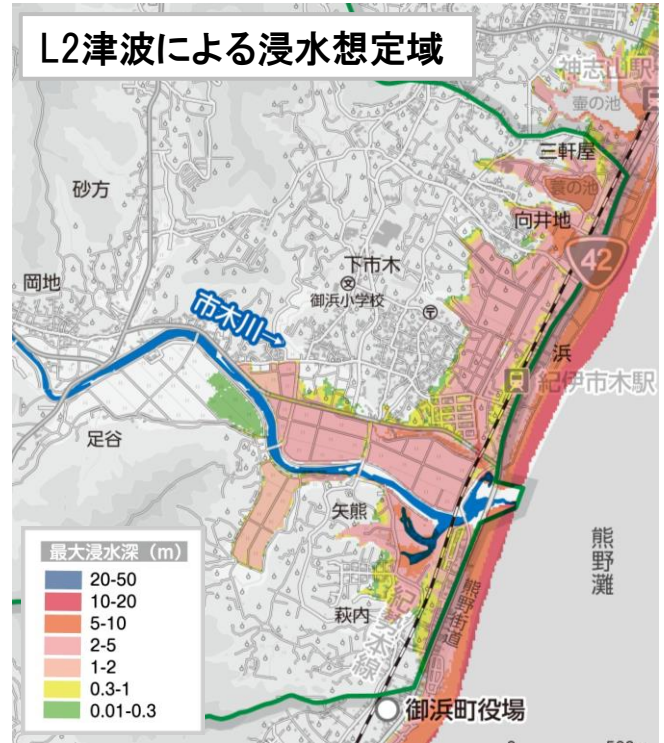 L2津波による浸水想定域
神志山駅
壷の池
三軒屋
砂方
蓑の池
向井地
42
下市木
岡地
御浜小学校
市木川→
浜
紀伊市木駅
足谷
矢熊
熊野灘
最大浸水深(m)
20-50
10-20
5-10
2-5
1-2
0.3-1
0.01-0.3
熊野街道
萩内
紀
本線
御浜町役場